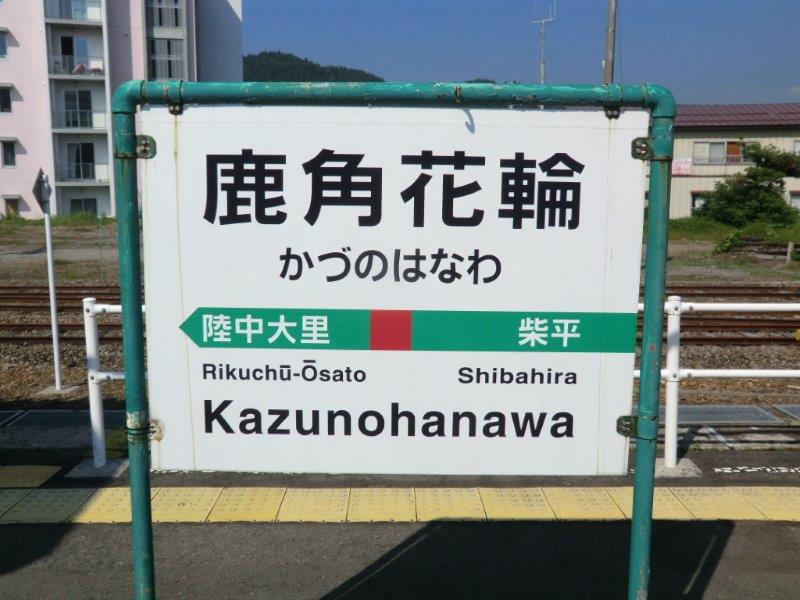 鹿角花輪
かづのはなわ
陸中大里 柴平
Rikuchū-Ōsato Shibahira
Kazunohanawa